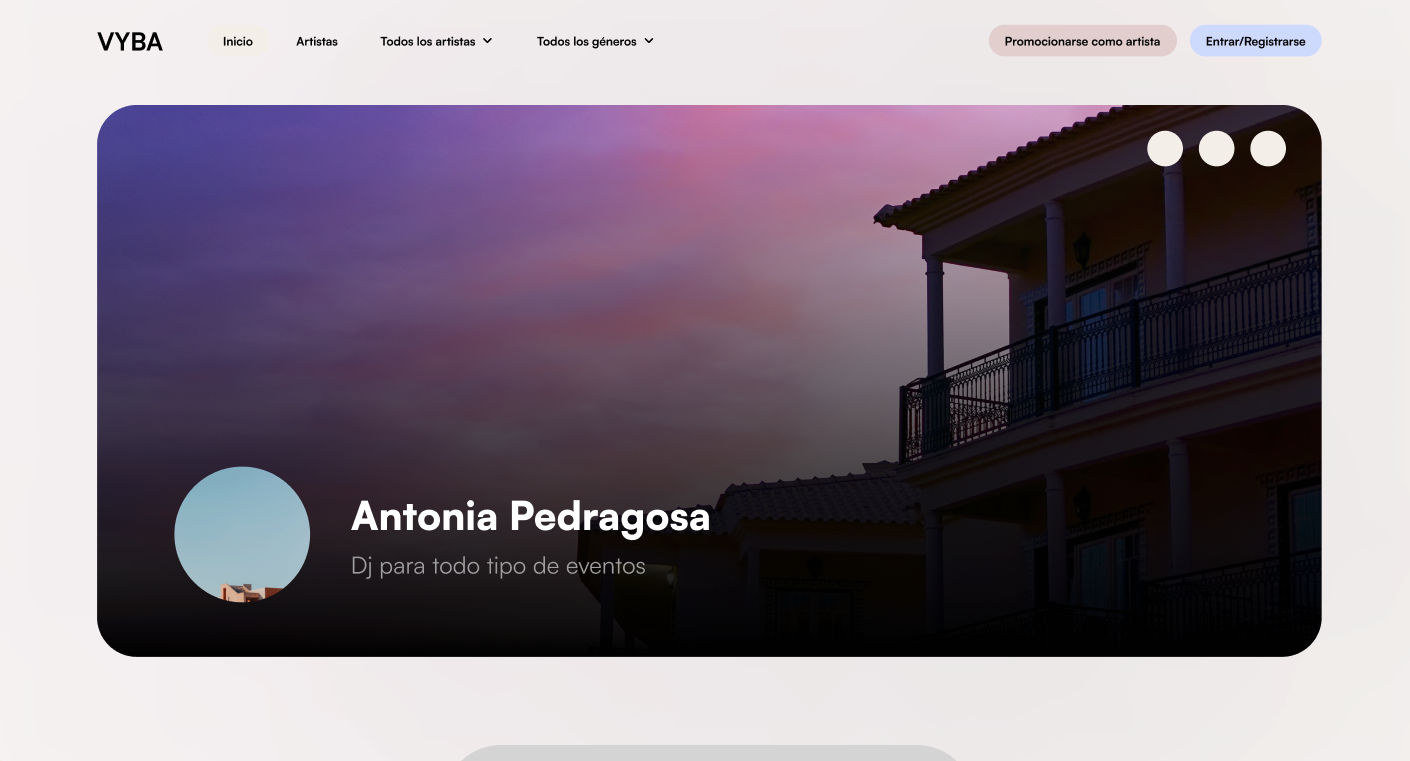 VYBA
Inicio
Artistas
Todos los artistas
Todos los géneros
Promocionarse como artista
Entrar/Registrarse
Antonia Pedragosa
Dj para todo tipo de eventos